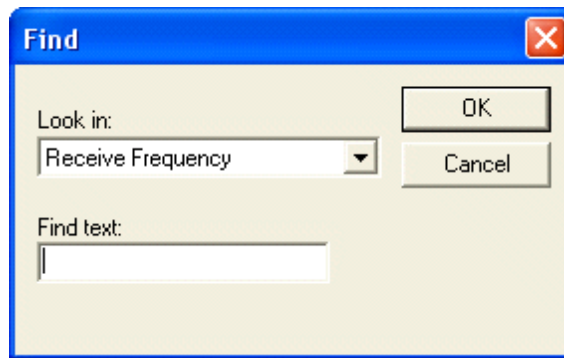 Find
Look in:
Receive Frequency
OK
Cancel
Find text: